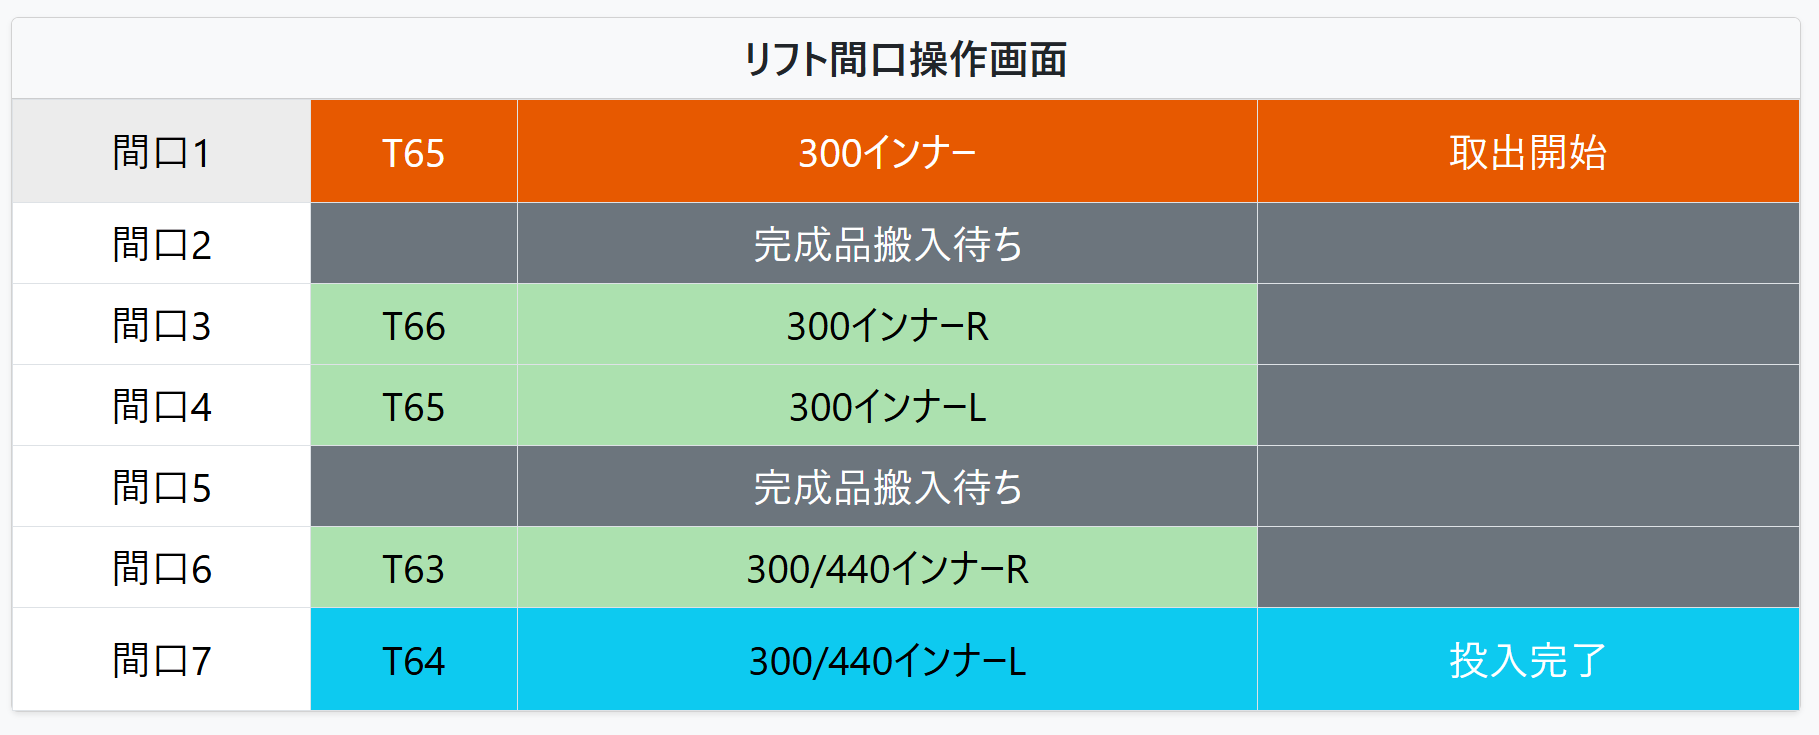 リフト間口操作画面
間口1 T65 300インナー 取出開始
間口2 完成品搬入待ち
間口3 T66 300インナーR
間口4 T65 300インナーL
間口5 完成品搬入待ち
間口6 T63 300/440インナーR
間口7 T64 300/440インナーL 投入完了